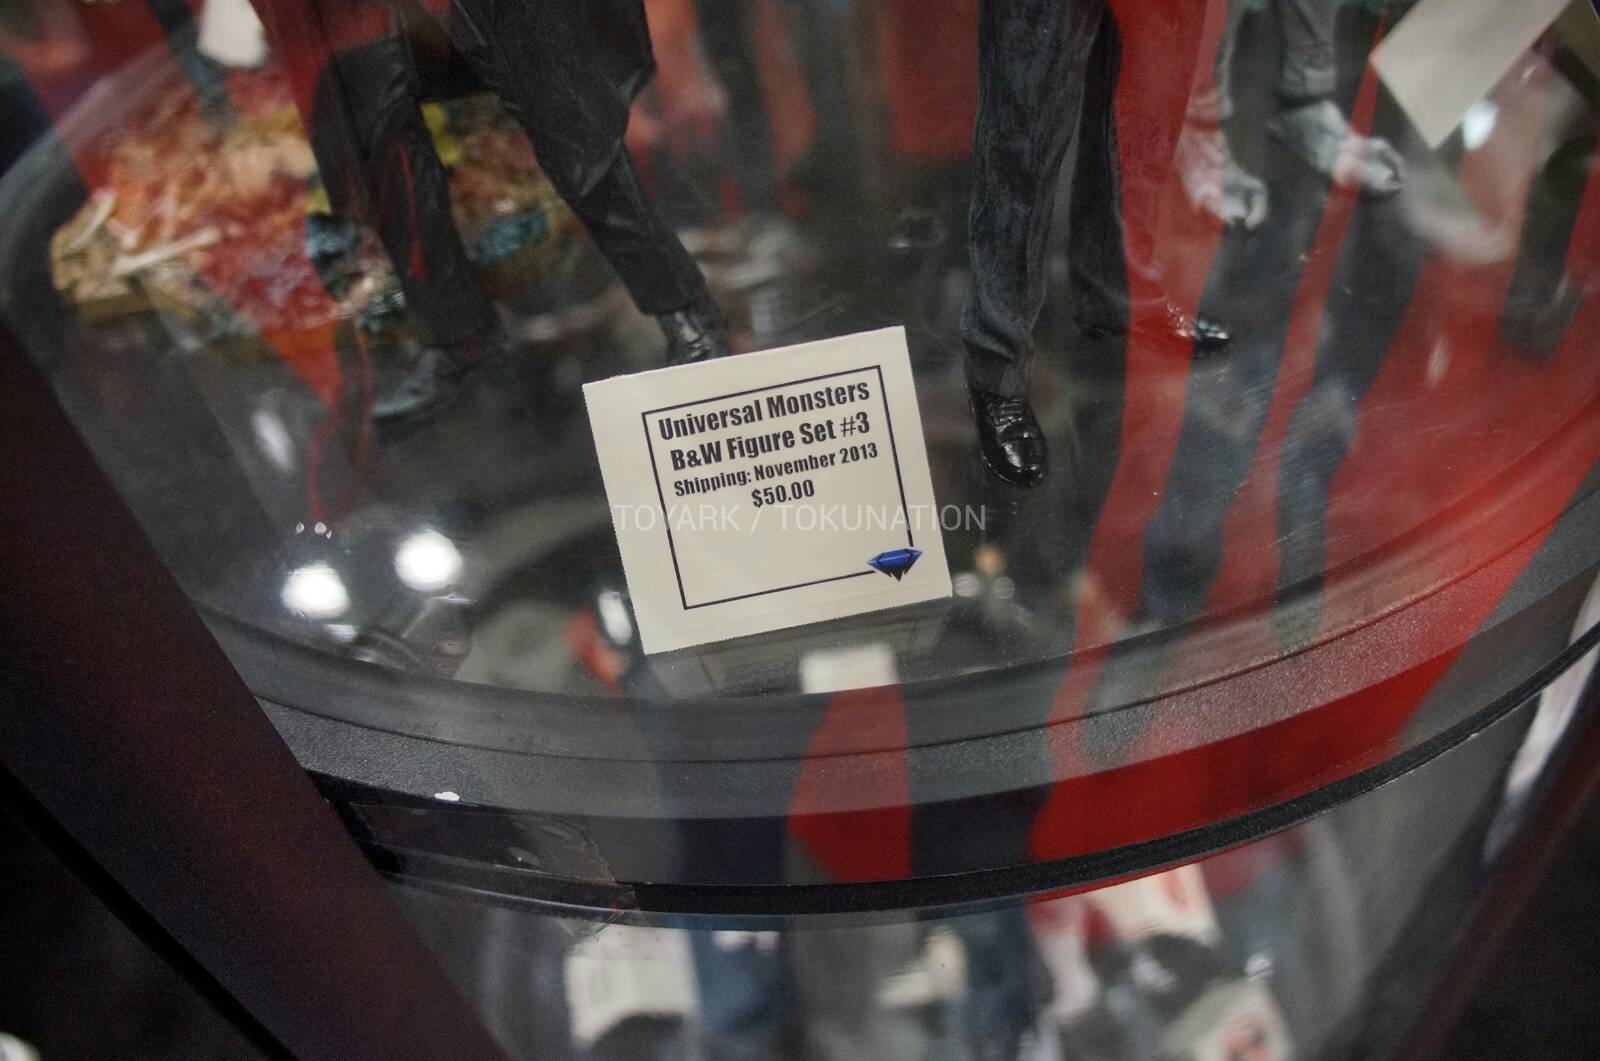 Universal Monsters
B&W Figure Set #3
Shipping: November 2013
$50.00
TOYARK / TOKUNATION